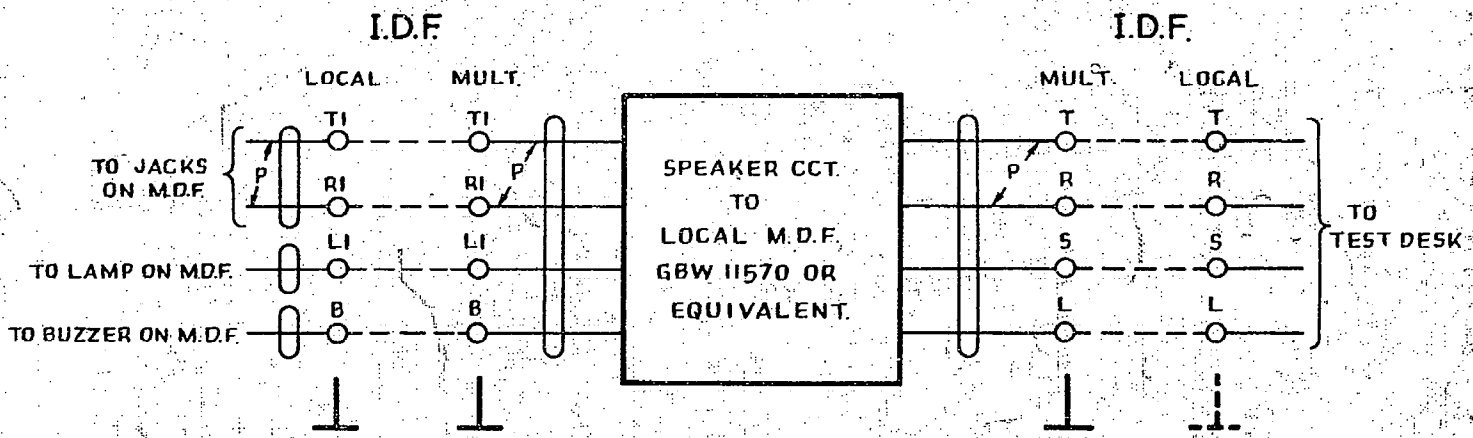 I.D.F.
I.D.F.
LOCAL
MULT.
MULT.
LOCAL
T1
T1
T
T
TO JACKS
ON M.D.F.
P
P
P
R1
R1
R
R
L1
L1
S
S
TO LAMP ON M.D.F.
B
B
L
L
TO BUZZER ON M.D.F.
SPEAKER CCT.
TO
LOCAL M.D.F.
GBW 11570 OR
EQUIVALENT.
TO
TEST DESK